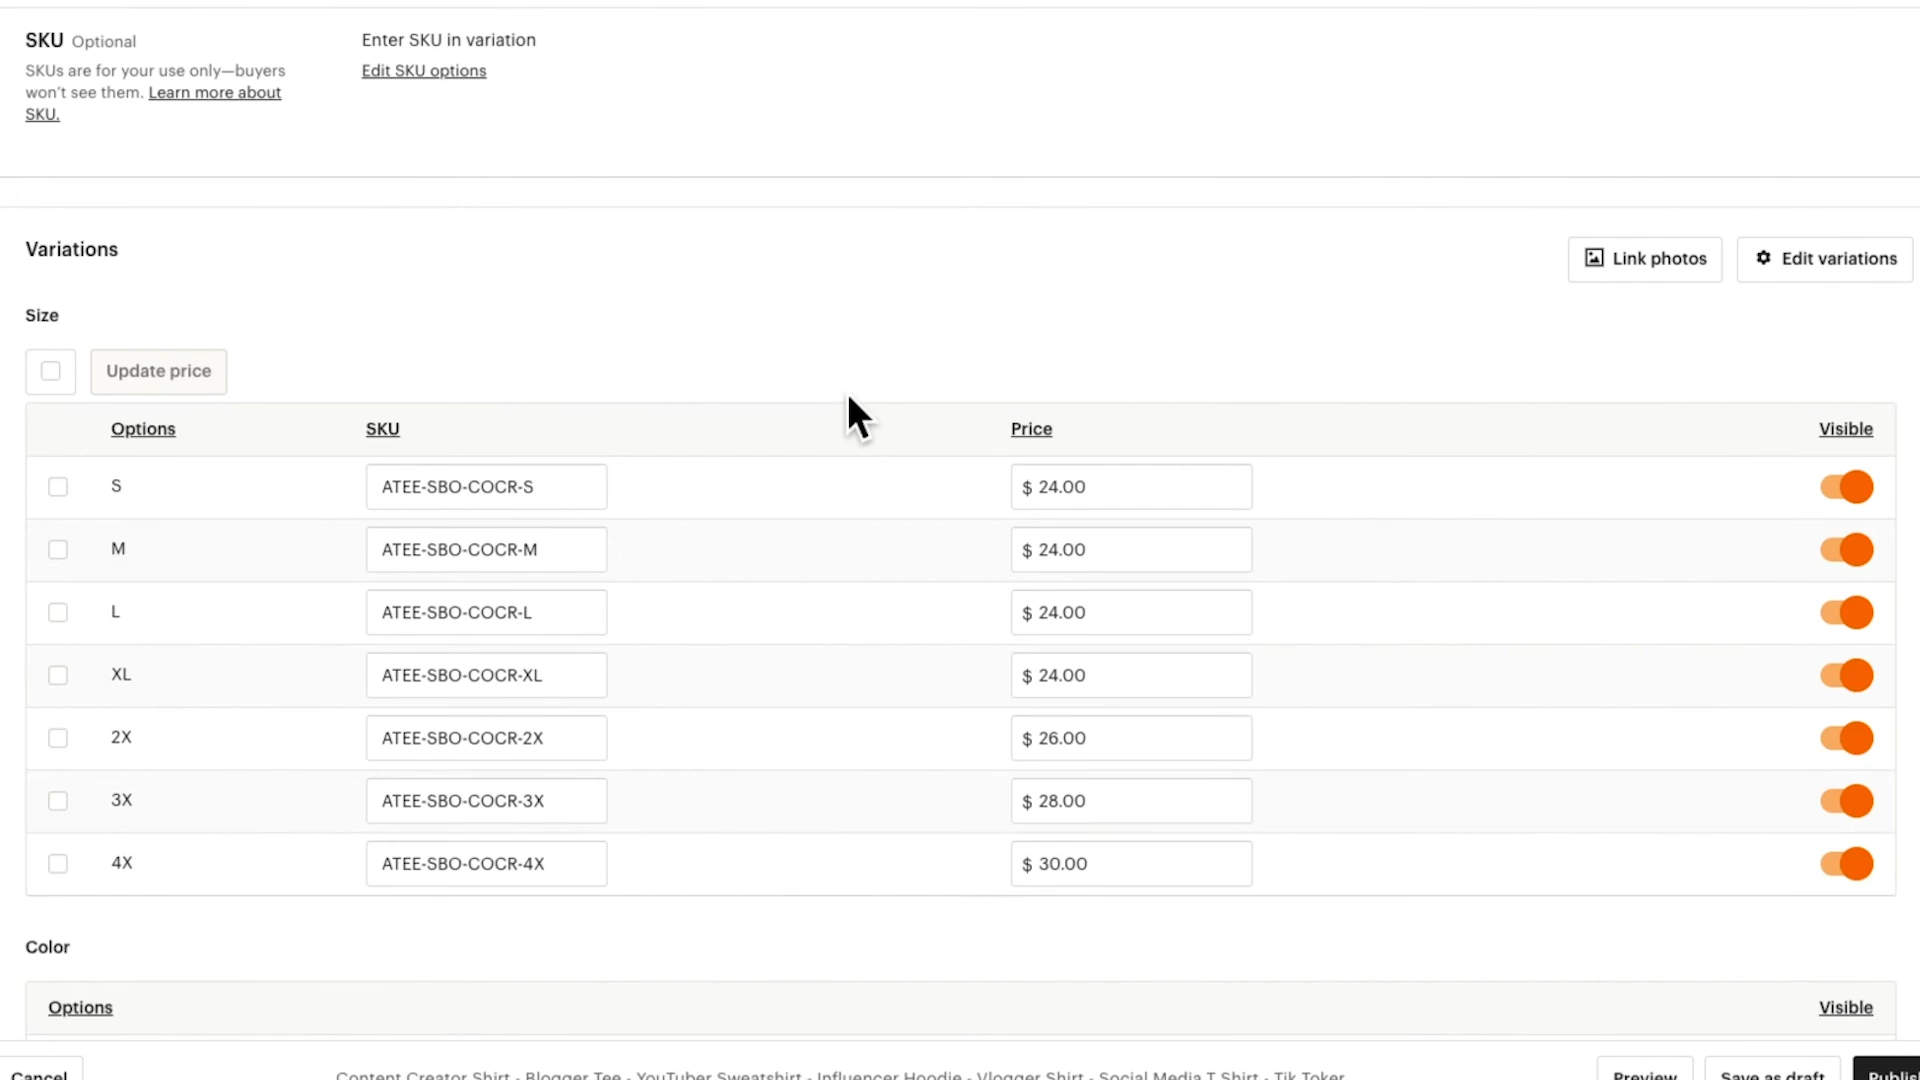 SKU Optional
SKUs are for your use only—buyers
won't see them. Learn more about
SKU.
Enter SKU in variation
Edit SKU options
Variations
Link photos
Edit variations
Size
Update price
Options SKU Price Visible
S ATEE-SBO-COCR-S $ 24.00
M ATEE-SBO-COCR-M $ 24.00
L ATEE-SBO-COCR-L $ 24.00
XL ATEE-SBO-COCR-XL $ 24.00
2X ATEE-SBO-COCR-2X $ 26.00
3X ATEE-SBO-COCR-3X $ 28.00
4X ATEE-SBO-COCR-4X $ 30.00
Color
Options Visible
Cancel Content Creator Shirt - Blogger Tee - YouTuber Sweatshirt - Influencer Hoodie - Vlogger Shirt - Social Media T Shirt - Tik Toker Preview Save as draft Publis